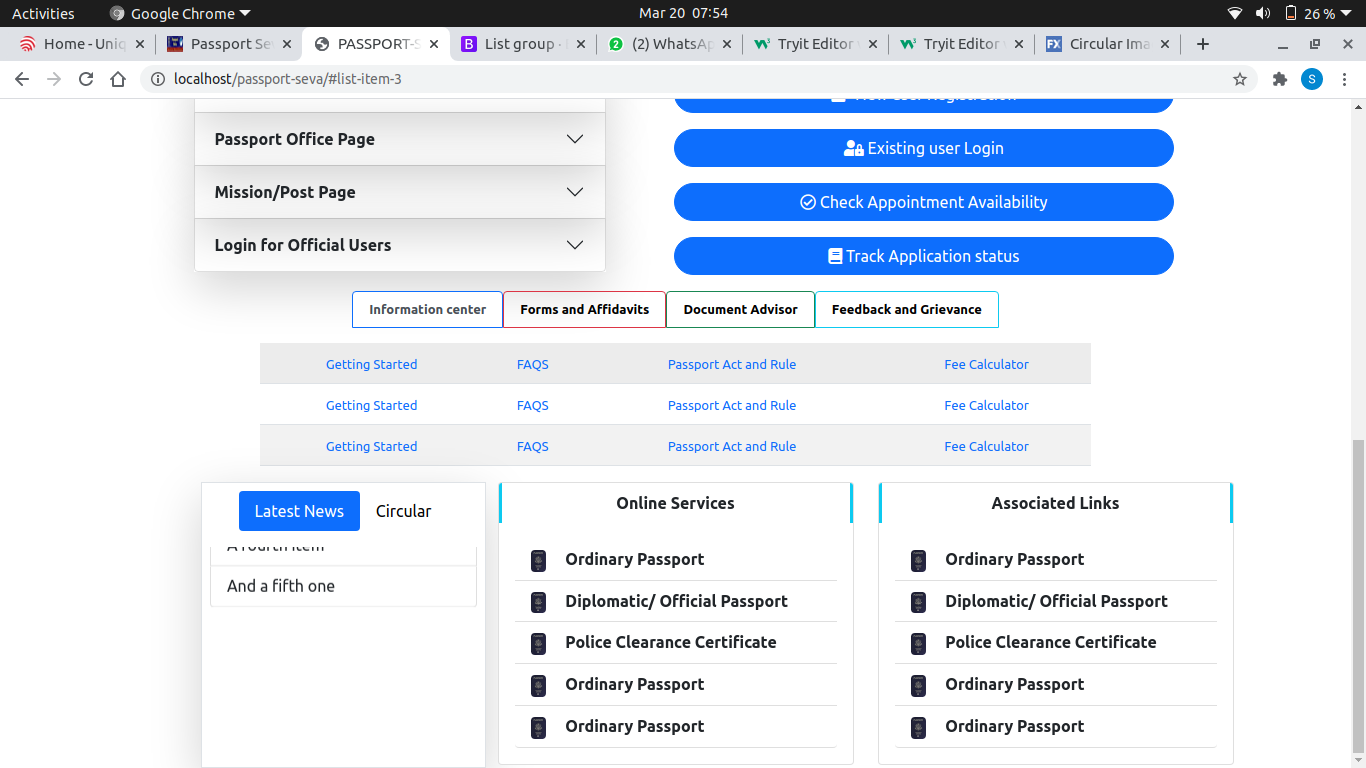 Activities Google Chrome Mar 20 07:54 26 %
Home - Uniq Passport Se PASSPORT-S List group · (2) WhatsAp Tryit Editor Tryit Editor Circular Ima
localhost/passport-seva/#list-item-3 S
New user Registration
Passport Office Page
Existing user Login
Mission/Post Page
Check Appointment Availability
Login for Official Users
Track Application status
Information center Forms and Affidavits Document Advisor Feedback and Grievance
Getting Started FAQS Passport Act and Rule Fee Calculator
Getting Started FAQS Passport Act and Rule Fee Calculator
Getting Started FAQS Passport Act and Rule Fee Calculator
Latest News Circular
A fourth item
And a fifth one
Online Services
Ordinary Passport
Diplomatic/ Official Passport
Police Clearance Certificate
Ordinary Passport
Ordinary Passport
Associated Links
Ordinary Passport
Diplomatic/ Official Passport
Police Clearance Certificate
Ordinary Passport
Ordinary Passport